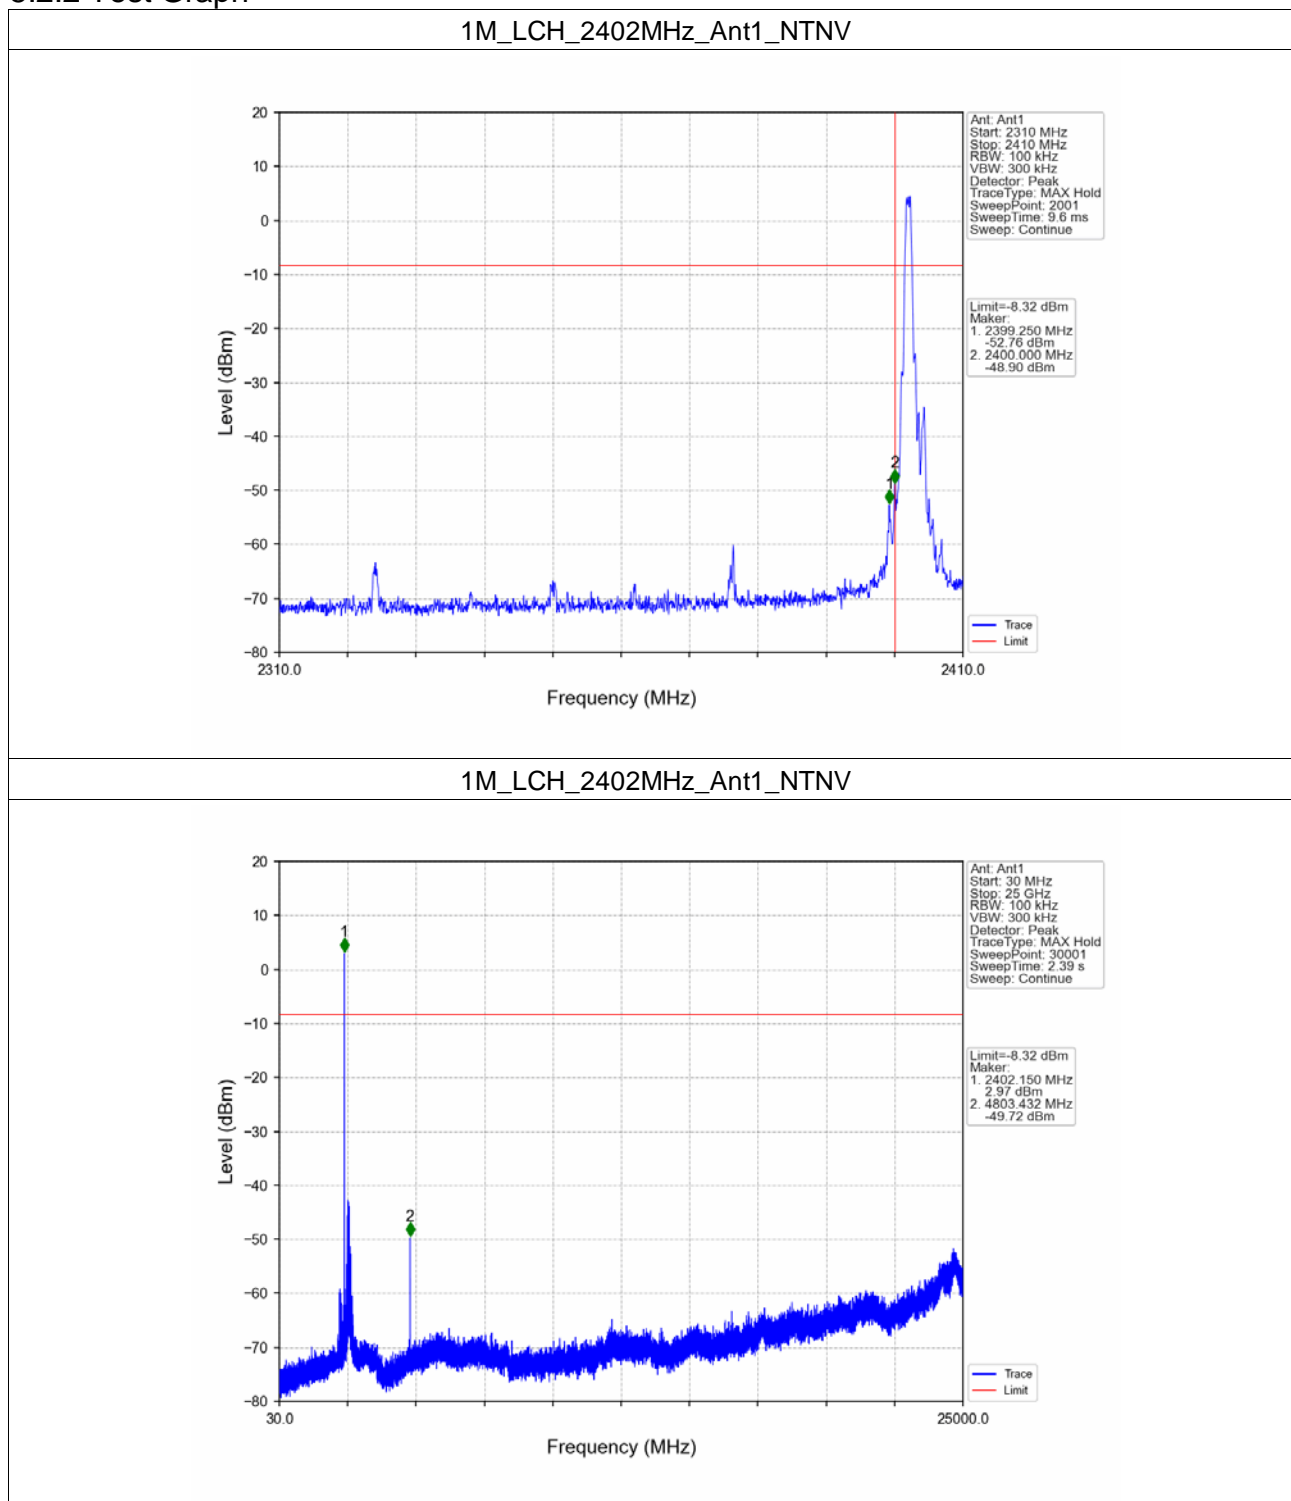 5.2.2 Test Graph
1M_LCH_2402MHz_Ant1_NTNV
20
10
0
−10
−20
−30
−40
−50
−60
−70
−80
Level (dBm)
2310.0
2410.0
Frequency (MHz)
1
2
Ant: Ant1
Start: 2310 MHz
Stop: 2410 MHz
RBW: 100 kHz
VBW: 300 kHz
Detector: Peak
TraceType: MAX Hold
SweepPoint: 2001
SweepTime: 9.6 ms
Sweep: Continue
Limit=-8.32 dBm
Maker:
1. 2399.250 MHz
-52.76 dBm
2. 2400.000 MHz
-48.90 dBm
Trace
Limit
1M_LCH_2402MHz_Ant1_NTNV
20
10
0
−10
−20
−30
−40
−50
−60
−70
−80
Level (dBm)
30.0
25000.0
Frequency (MHz)
1
2
Ant: Ant1
Start: 30 MHz
Stop: 25 GHz
RBW: 100 kHz
VBW: 300 kHz
Detector: Peak
TraceType: MAX Hold
SweepPoint: 30001
SweepTime: 2.39 s
Sweep: Continue
Limit=-8.32 dBm
Maker:
1. 2402.150 MHz
2.97 dBm
2. 4803.432 MHz
-49.72 dBm
Trace
Limit